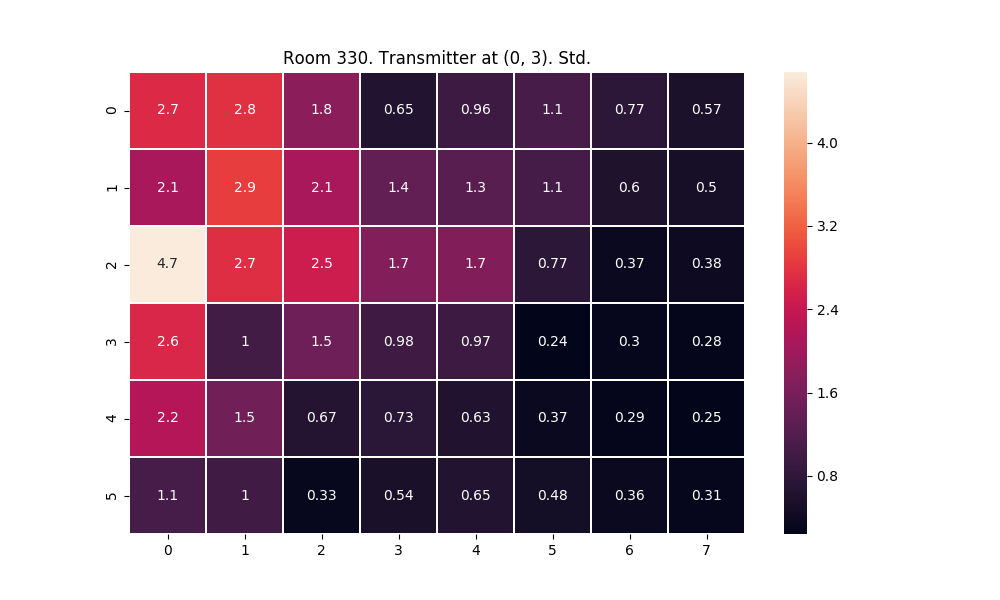 Room 330. Transmitter at (0, 3). Std.
0 2.7 2.8 1.8 0.65 0.96 1.1 0.77 0.57
4.0
1 2.1 2.9 2.1 1.4 1.3 1.1 0.6 0.5
3.2
2 4.7 2.7 2.5 1.7 1.7 0.77 0.37 0.38
2.4
3 2.6 1 1.5 0.98 0.97 0.24 0.3 0.28
1.6
4 2.2 1.5 0.67 0.73 0.63 0.37 0.29 0.25
0.8
5 1.1 1 0.33 0.54 0.65 0.48 0.36 0.31
0 1 2 3 4 5 6 7